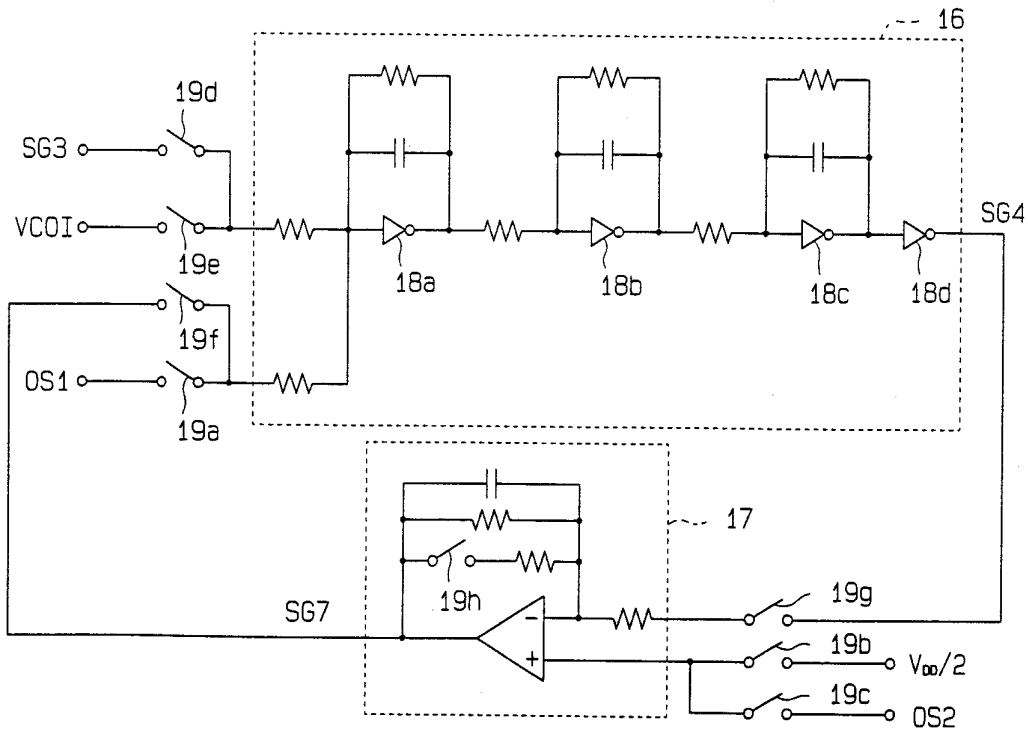 16
19d
SG3
VCOI
SG4
19e
18a
18b
18c
18d
19f
OS1
19a
17
19h
19g
SG7
−
19b
+
VDD/2
19c
OS2